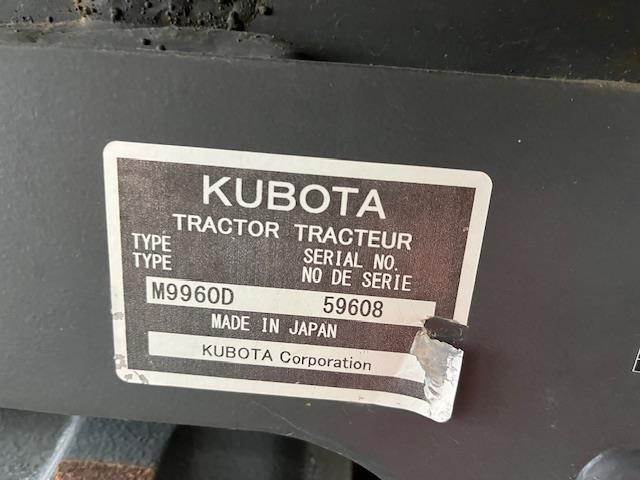 KUBOTA
TRACTOR TRACTEUR
TYPE SERIAL NO.
TYPE NO DE SERIE
M9960D 59608
MADE IN JAPAN
KUBOTA Corporation